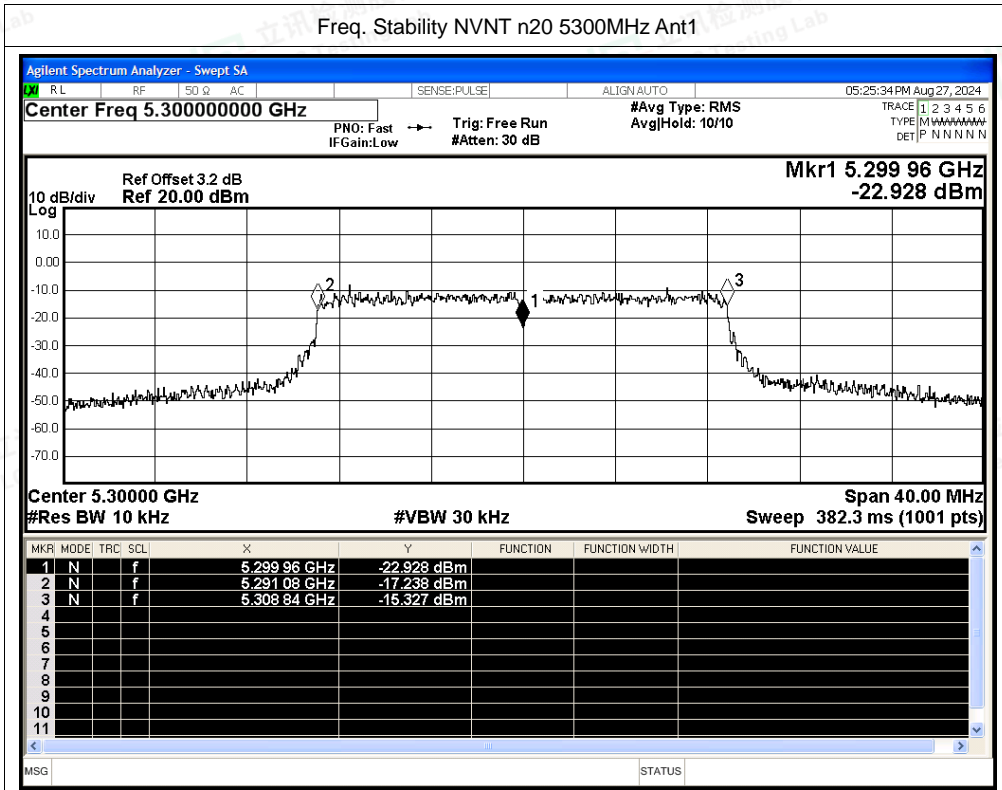 Freq. Stability NVNT n20 5300MHz Ant1
Agilent Spectrum Analyzer - Swept SA
LXI RL RF 50 Ω AC SENSE:PULSE ALIGN AUTO 05:25:34 PM Aug 27, 2024
Center Freq 5.300000000 GHz #Avg Type: RMS TRACE 1 2 3 4 5 6
PNO: Fast Trig: Free Run Avg|Hold: 10/10 TYPE MWWWWW
IFGain:Low #Atten: 30 dB DET P N N N N N
Mkr1 5.299 96 GHz
Ref Offset 3.2 dB
10 dB/div Ref 20.00 dBm -22.928 dBm
Log
10.0
0.00
-10.0
-20.0
-30.0
-40.0
-50.0
-60.0
-70.0
2
1
3
Center 5.30000 GHz Span 40.00 MHz
#Res BW 10 kHz #VBW 30 kHz Sweep 382.3 ms (1001 pts)
MKR MODE TRC SCL X Y FUNCTION FUNCTION WIDTH FUNCTION VALUE
1 N f 5.299 96 GHz -22.928 dBm
2 N f 5.291 08 GHz -17.238 dBm
3 N f 5.308 84 GHz -15.327 dBm
4
5
6
7
8
9
10
11
MSG STATUS